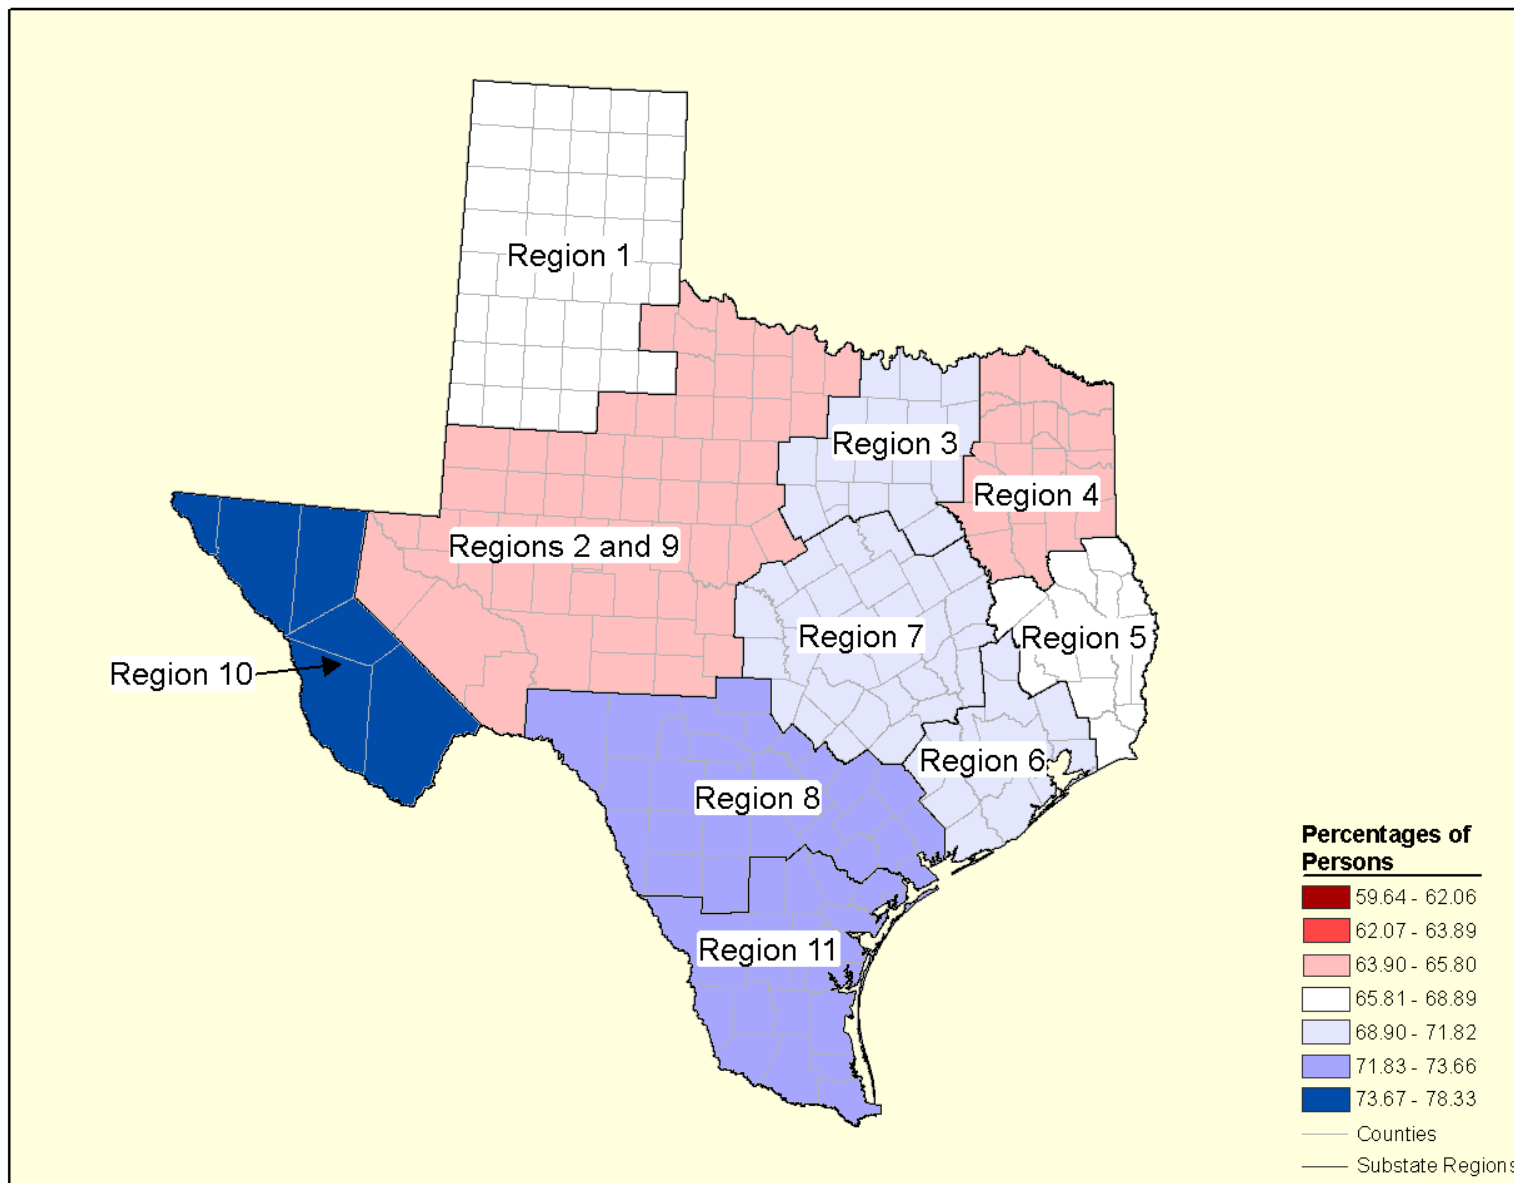 Region 1
Region 3
Region 4
Regions 2 and 9
Region 7
Region 5
Region 10
Region 6
Region 8
Region 11
Percentages of
Persons
59.64 - 62.06
62.07 - 63.89
63.90 - 65.80
65.81 - 68.89
68.90 - 71.82
71.83 - 73.66
73.67 - 78.33
Counties
Substate Regions